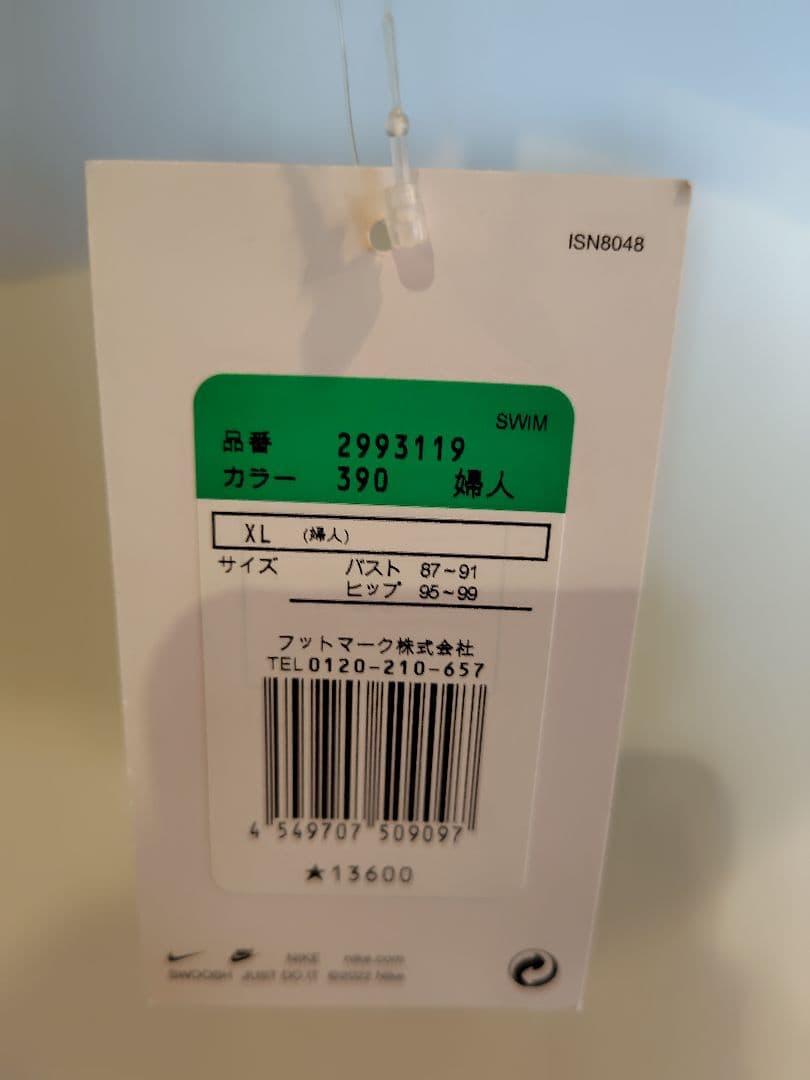 ISN8048
SWIM
品番 2993119
カラー 390 婦人
XL (婦人)
サイズ バスト 87~91
ヒップ 95~99
フットマーク株式会社
TEL 0120-210-657
4 549707 509097
★13600
NIKE nike.com
SWOOSH JUST DO IT ©2022 Nike